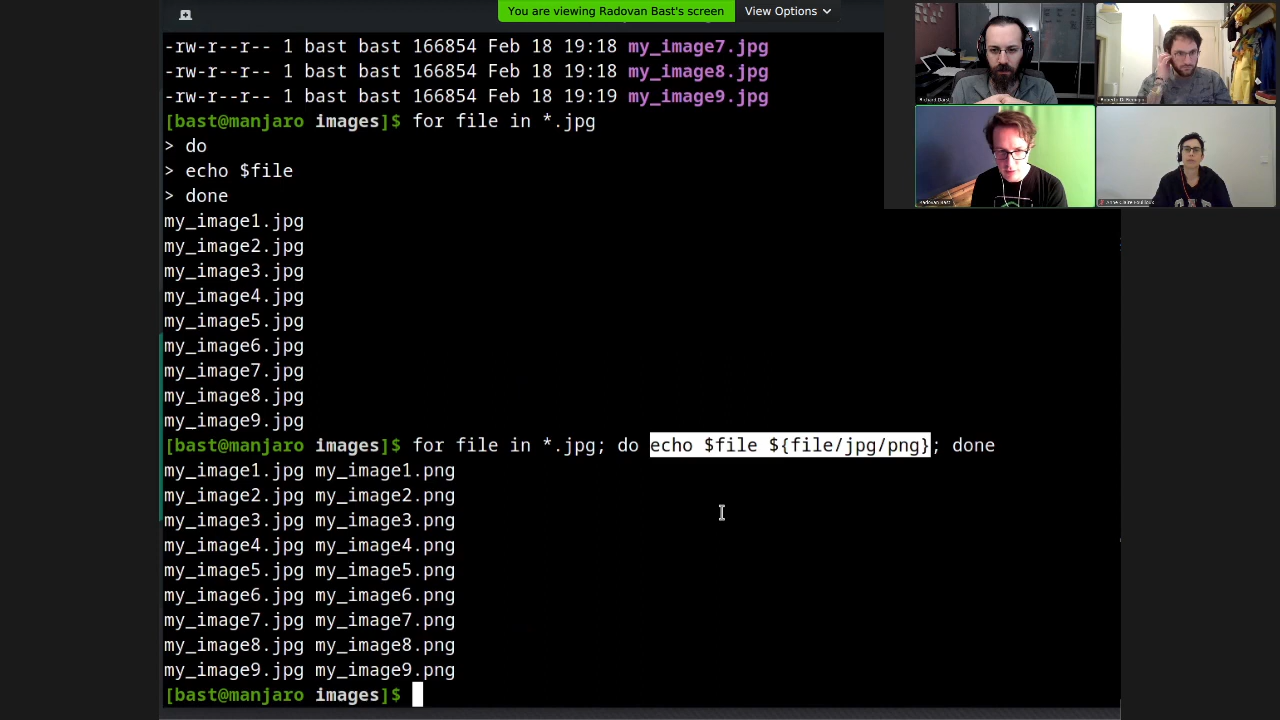 You are viewing Radovan Bast's screen
View Options
-rw-r--r-- 1 bast bast 166854 Feb 18 19:18 my_image7.jpg
-rw-r--r-- 1 bast bast 166854 Feb 18 19:18 my_image8.jpg
-rw-r--r-- 1 bast bast 166854 Feb 18 19:19 my_image9.jpg
[bast@manjaro images]$ for file in *.jpg
> do
> echo $file
> done
my_image1.jpg
my_image2.jpg
my_image3.jpg
my_image4.jpg
my_image5.jpg
my_image6.jpg
my_image7.jpg
my_image8.jpg
my_image9.jpg
[bast@manjaro images]$ for file in *.jpg; do echo $file ${file/jpg/png}; done
my_image1.jpg my_image1.png
my_image2.jpg my_image2.png
my_image3.jpg my_image3.png
my_image4.jpg my_image4.png
my_image5.jpg my_image5.png
my_image6.jpg my_image6.png
my_image7.jpg my_image7.png
my_image8.jpg my_image8.png
my_image9.jpg my_image9.png
[bast@manjaro images]$
Richard Darst
Radovan Bast